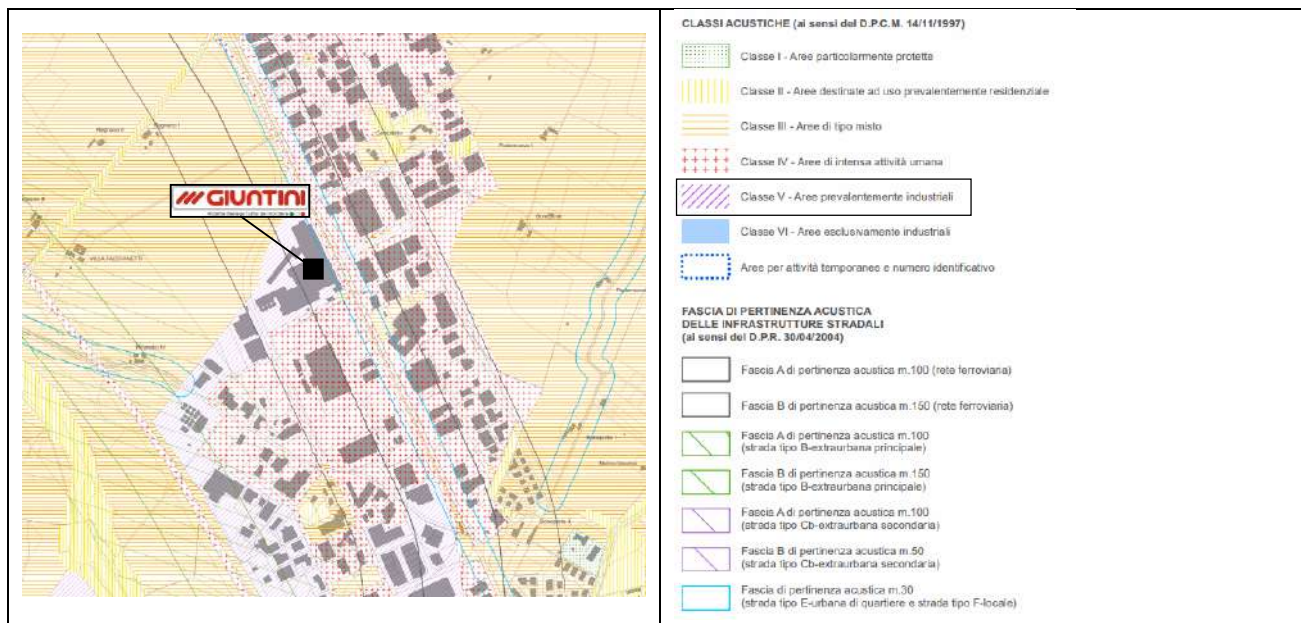 GIUNTINI
CLASSI ACUSTICHE (ai sensi del D.P.C.M. 14/11/1997)
Classe I - Aree particolarmente protette
Classe II - Aree destinate ad uso prevalentemente residenziale
Classe III - Aree di tipo misto
Classe IV - Aree di intensa attività umana
Classe V - Aree prevalentemente industriali
Classe VI - Aree esclusivamente industriali
Aree per attività temporanee e numero identificativo
FASCIA DI PERTINENZA ACUSTICA
DELLE INFRASTRUTTURE STRADALI
(ai sensi del D.P.R. 30/04/2004)
Fascia A di pertinenza acustica m.100 (rete ferroviaria)
Fascia B di pertinenza acustica m.150 (rete ferroviaria)
Fascia A di pertinenza acustica m.100
(strada tipo B-extraurbana principale)
Fascia B di pertinenza acustica m.150
(strada tipo B-extraurbana principale)
Fascia A di pertinenza acustica m.100
(strada tipo Cb-extraurbana secondaria)
Fascia B di pertinenza acustica m.50
(strada tipo Cb-extraurbana secondaria)
Fascia di pertinenza acustica m.30
(strada tipo E-urbana di quartiere e strada tipo F-locale)